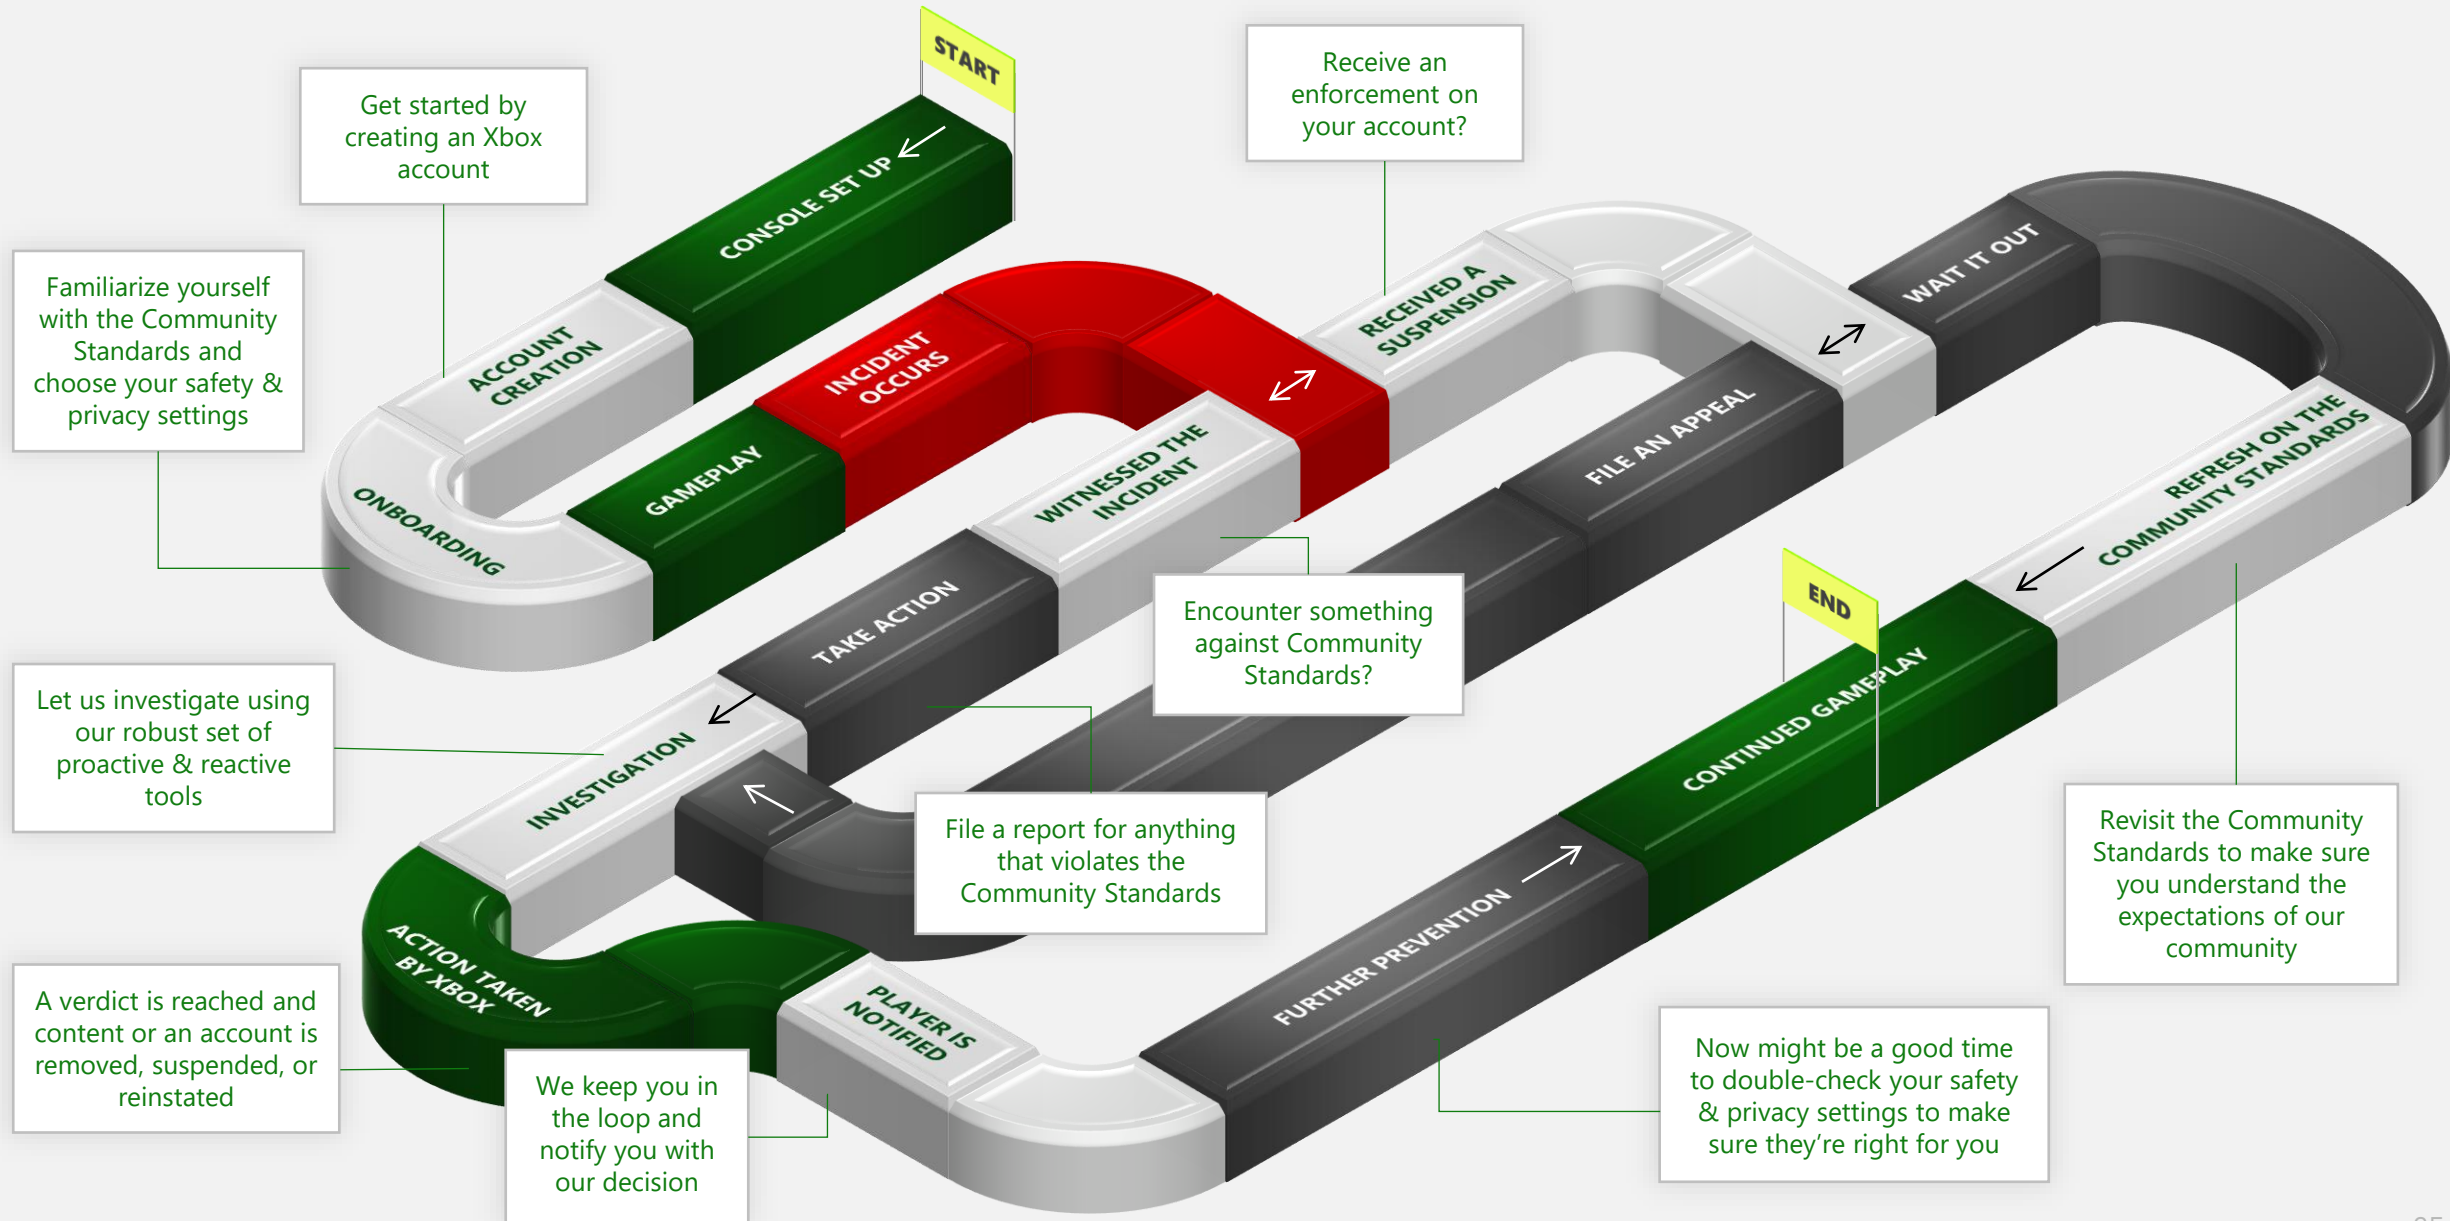 START
CONSOLE SET UP
Get started by
creating an Xbox
account
ACCOUNT
CREATION
Familiarize yourself
with the Community
Standards and
choose your safety &
privacy settings
ONBOARDING
GAMEPLAY
INCIDENT
OCCURS
Receive an
enforcement on
your account?
RECEIVED A
SUSPENSION
WAIT IT OUT
FILE AN APPEAL
REFRESH ON THE
COMMUNITY STANDARDS
WITNESSED THE
INCIDENT
Encounter something
against Community
Standards?
TAKE ACTION
File a report for anything
that violates the
Community Standards
Let us investigate using
our robust set of
proactive & reactive
tools
INVESTIGATION
ACTION TAKEN
BY XBOX
A verdict is reached and
content or an account is
removed, suspended, or
reinstated
PLAYER IS
NOTIFIED
We keep you in
the loop and
notify you with
our decision
FURTHER PREVENTION
Now might be a good time
to double-check your safety
& privacy settings to make
sure they’re right for you
END
CONTINUED GAMEPLAY
Revisit the Community
Standards to make sure
you understand the
expectations of our
community